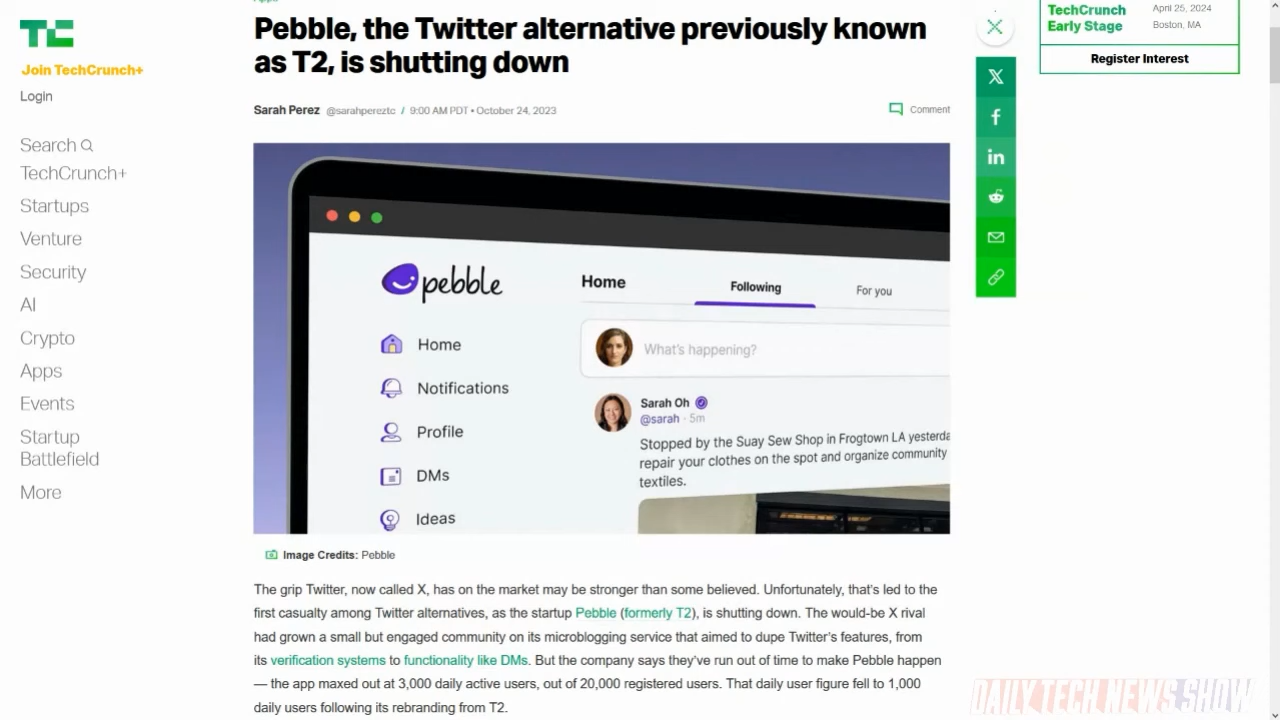 TC
Join TechCrunch+
Login
Search
TechCrunch+
Startups
Venture
Security
AI
Crypto
Apps
Events
Startup
Battlefield
More
Pebble, the Twitter alternative previously known
as T2, is shutting down
Sarah Perez @sarahpereztc / 9:00 AM PDT • October 24, 2023
Comment
pebble
Home
Notifications
Profile
DMs
Ideas
Home
Following
For you
What's happening?
Sarah Oh
@sarah · 5m
Stopped by the Suay Sew Shop in Frogtown LA
repair your clothes on the spot and organize community
textiles.
Image Credits: Pebble
The grip Twitter, now called X, has on the market may be stronger than some believed. Unfortunately, that's led to the
first casualty among Twitter alternatives, as the startup Pebble (formerly T2), is shutting down. The would-be X rival
had grown a small but engaged community on its microblogging service that aimed to dupe Twitter's features, from
its verification systems to functionality like DMs. But the company says they've run out of time to make Pebble happen
— the app maxed out at 3,000 daily active users, out of 20,000 registered users. That daily user figure fell to 1,000
daily users following its rebranding from T2.
X
f
in
TechCrunch
Early Stage
April 25, 2024
Boston, MA
Register Interest
DAILY TECH NEWS SHOW